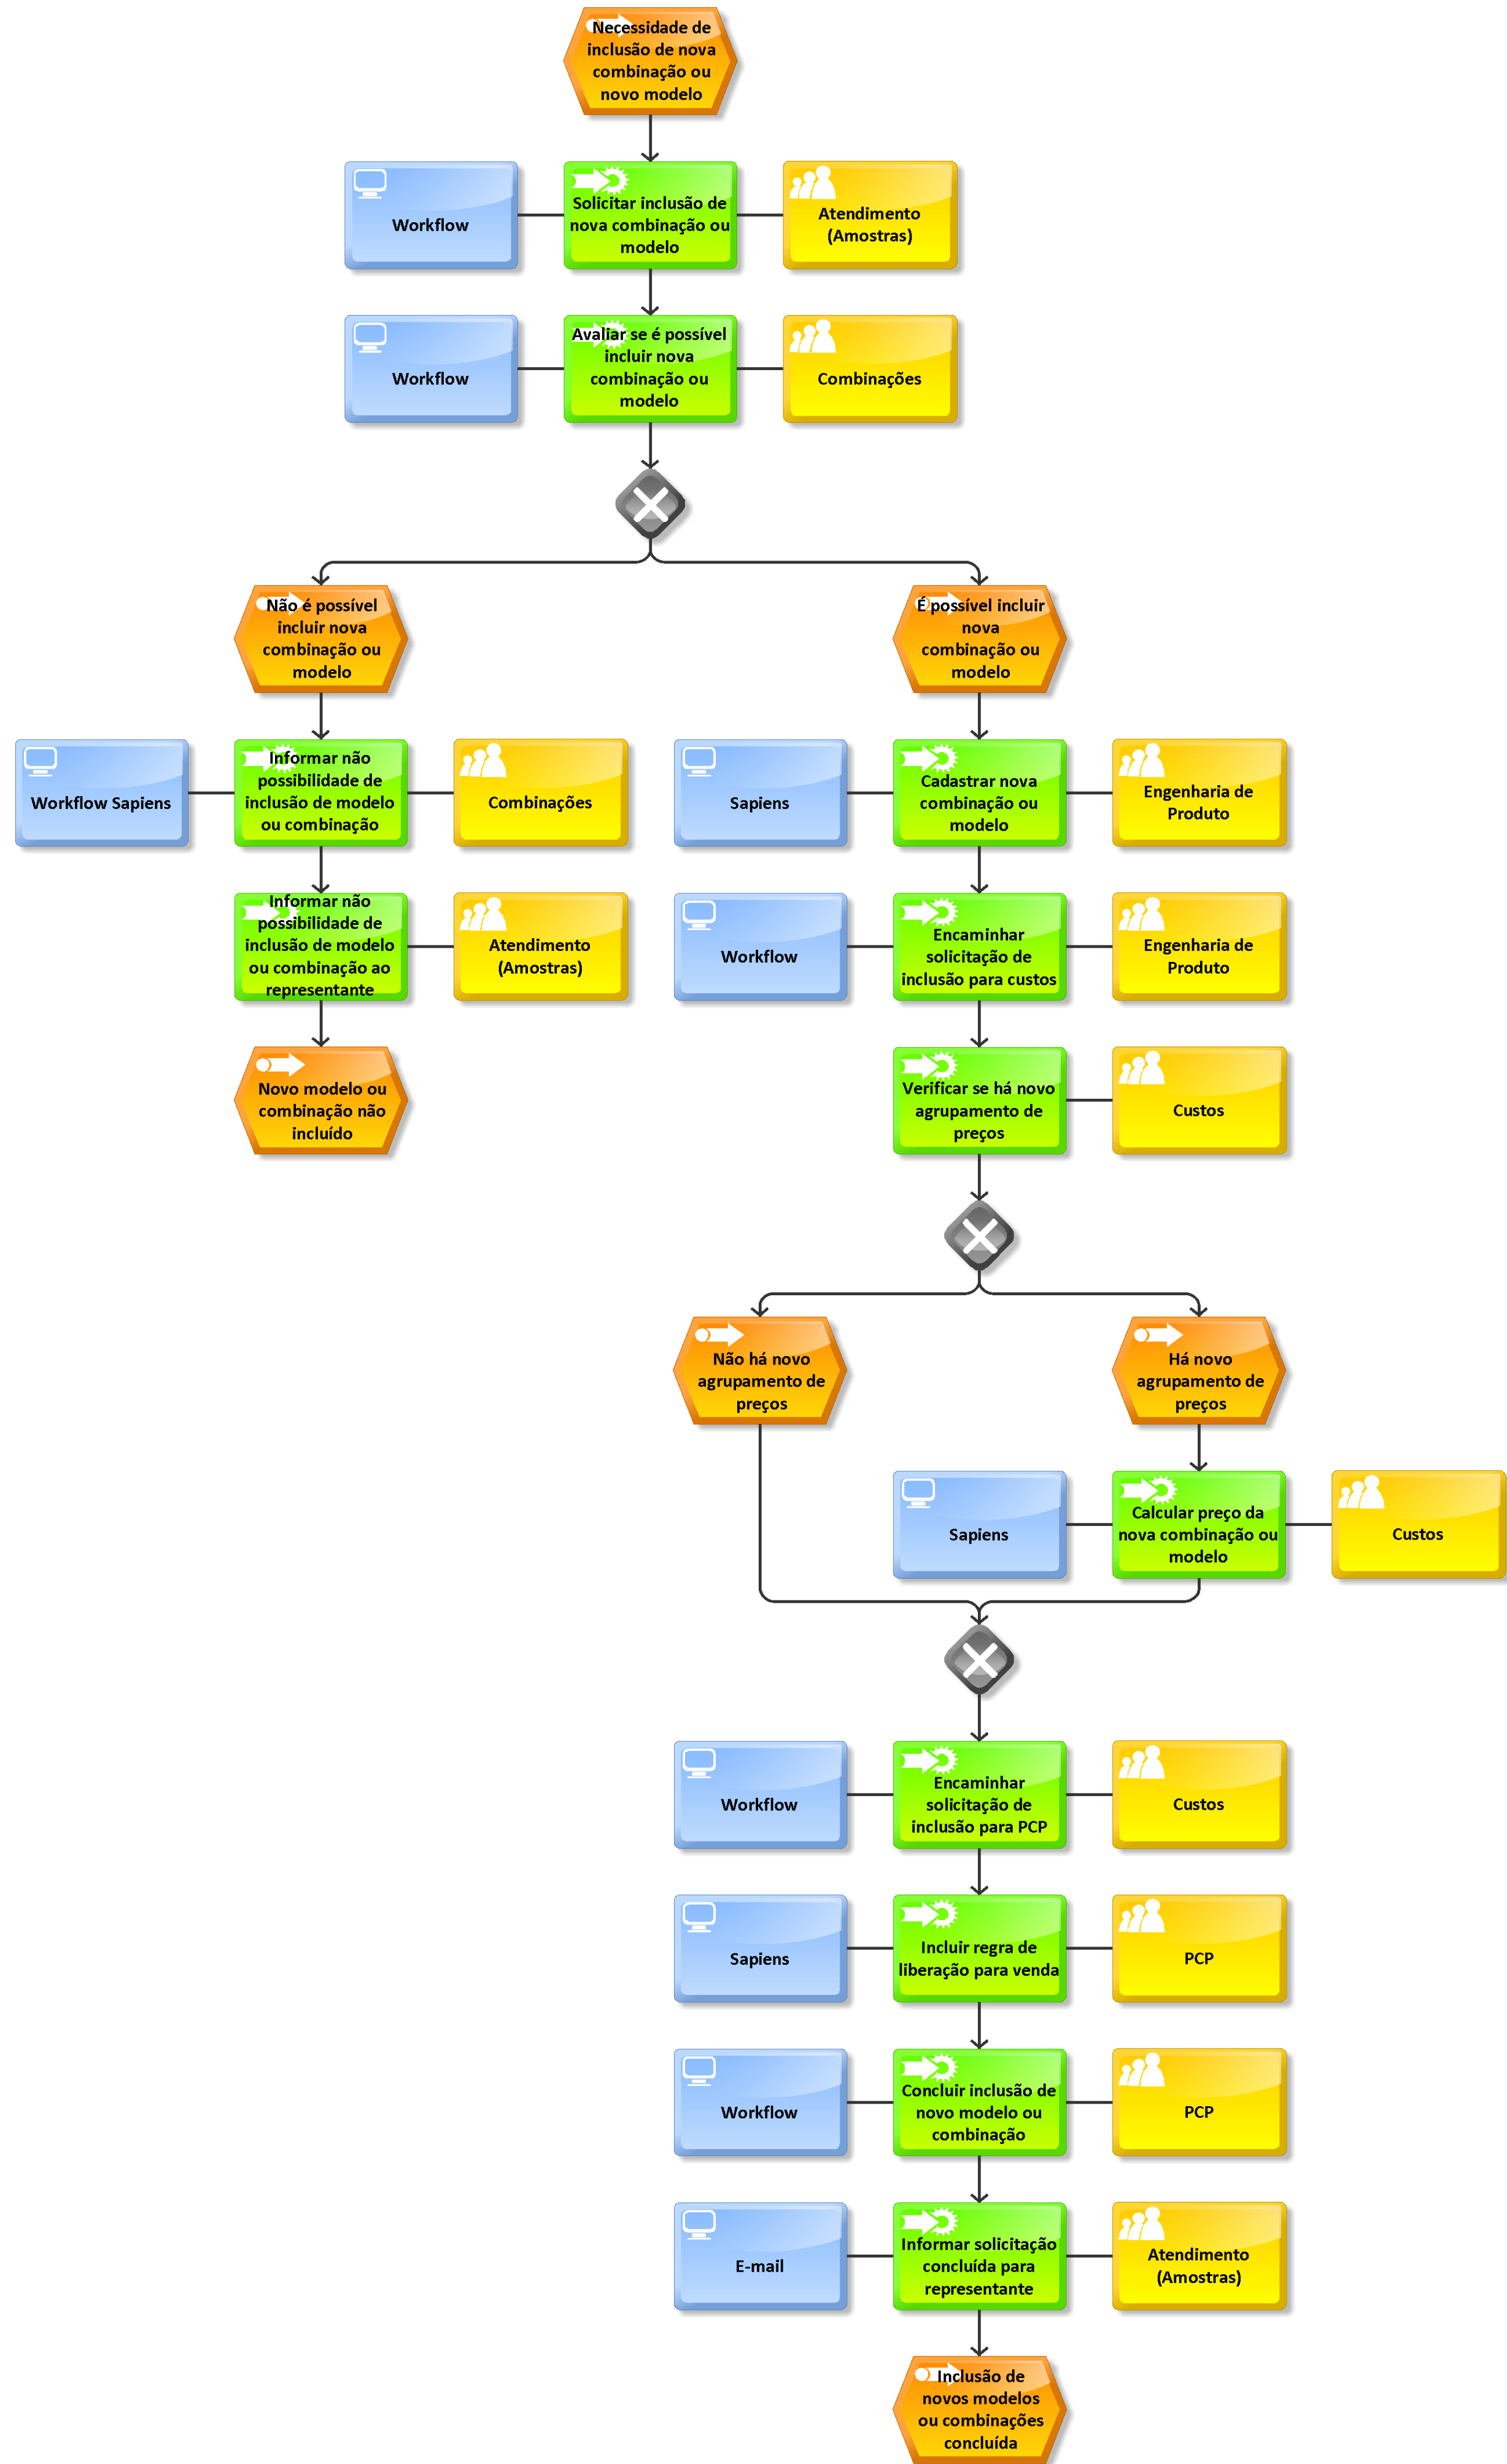 Necessidade de
inclusão de nova
combinação ou
novo modelo
Workflow
Solicitar inclusão de
nova combinação ou
modelo
Atendimento
(Amostras)
Workflow
Avaliar se é possível
incluir nova
combinação ou
modelo
Combinações
Não é possível
incluir nova
combinação ou
modelo
É possível incluir
nova
combinação ou
modelo
Workflow Sapiens
Informar não
possibilidade de
inclusão de modelo
ou combinação
Combinações
Sapiens
Cadastrar nova
combinação ou
modelo
Engenharia de
Produto
Informar não
possibilidade de
inclusão de modelo
ou combinação ao
representante
Atendimento
(Amostras)
Workflow
Encaminhar
solicitação de
inclusão para custos
Engenharia de
Produto
Novo modelo ou
combinação não
incluído
Verificar se há novo
agrupamento de
preços
Custos
Não há novo
agrupamento de
preços
Há novo
agrupamento de
preços
Sapiens
Calcular preço da
nova combinação ou
modelo
Custos
Workflow
Encaminhar
solicitação de
inclusão para PCP
Custos
Sapiens
Incluir regra de
liberação para venda
PCP
Workflow
Concluir inclusão de
novo modelo ou
combinação
PCP
E-mail
Informar solicitação
concluída para
representante
Atendimento
(Amostras)
Inclusão de
novos modelos
ou combinações
concluída